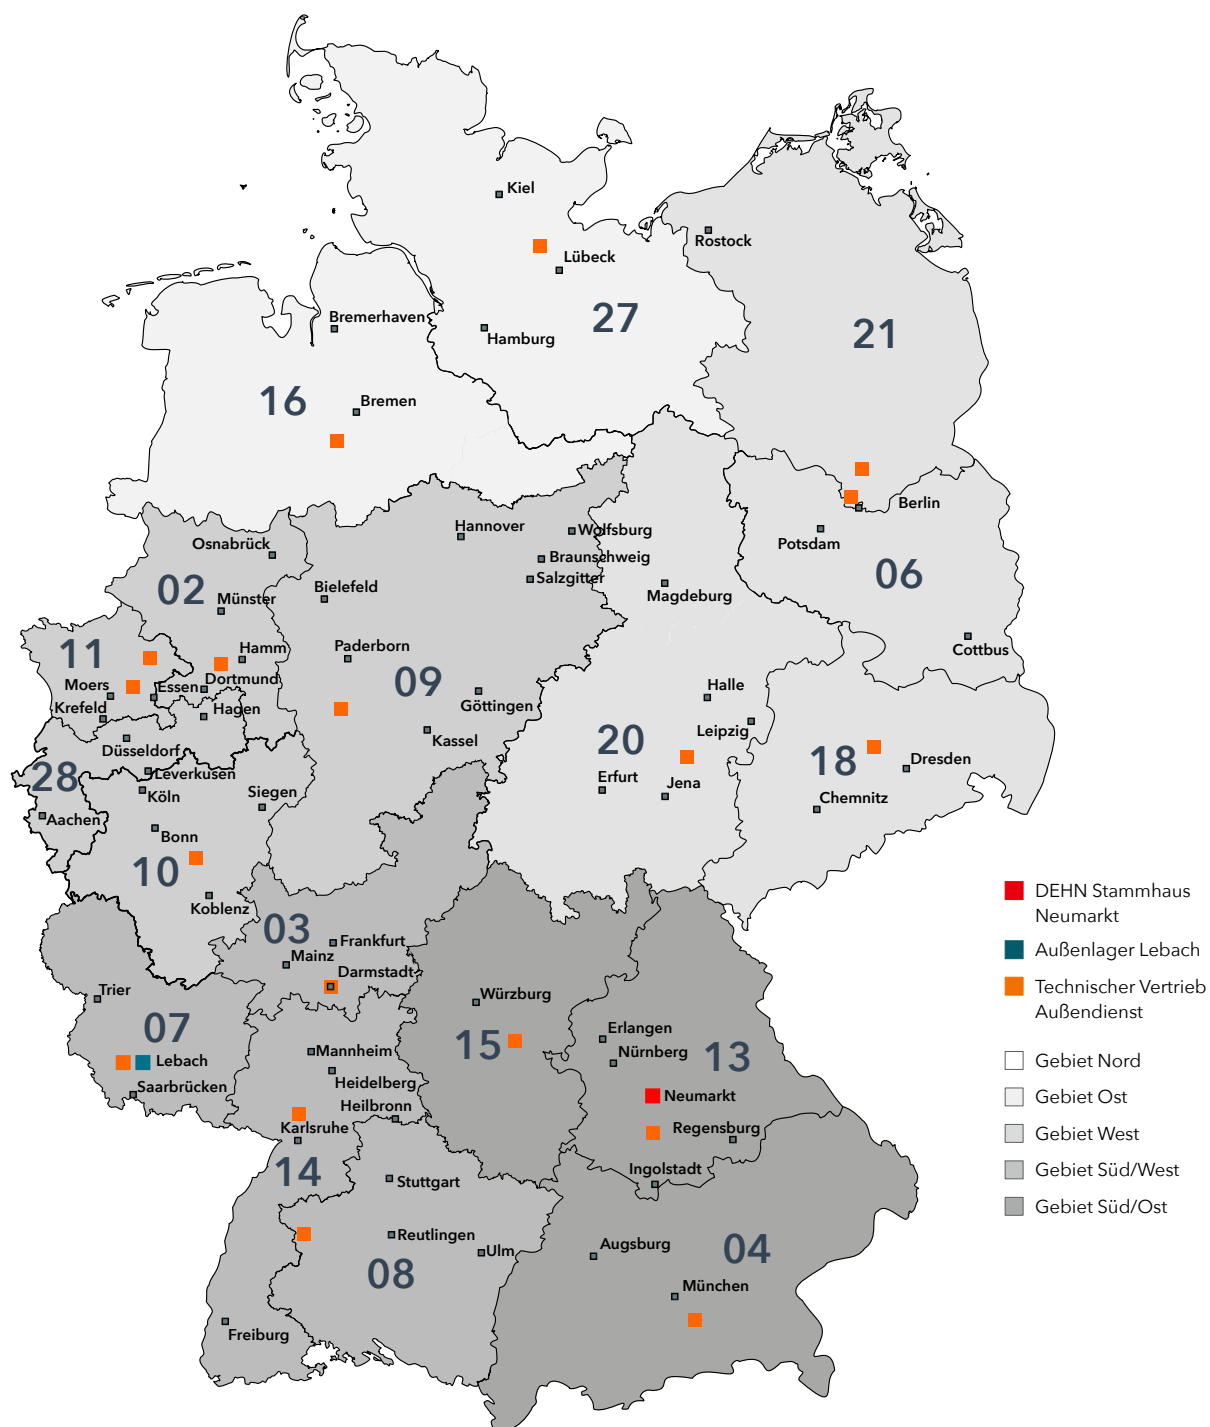 Kiel
Rostock
Lübeck
27
21
Bremerhaven
Hamburg
16
Bremen
Berlin
Hannover
Wolfsburg
Potsdam
Osnabrück
Braunschweig
Salzgitter
06
02
Bielefeld
Münster
Magdeburg
11
Hamm
Paderborn
Cottbus
Moers
Essen
Dortmund
09
Halle
Krefeld
Hagen
Göttingen
Leipzig
Düsseldorf
Kassel
20
18
Dresden
28
Leverkusen
Köln
Siegen
Erfurt
Jena
Chemnitz
Aachen
Bonn
10
Koblenz
03
Frankfurt
Mainz
Darmstadt
Trier
Würzburg
07
15
Erlangen
Nürnberg
13
Lebach
Mannheim
Heidelberg
Saarbrücken
Heilbronn
Neumarkt
Karlsruhe
Regensburg
14
Stuttgart
Ingolstadt
Reutlingen
Ulm
Augsburg
04
08
München
Freiburg
DEHN Stammhaus
Neumarkt
Außenlager Lebach
Technischer Vertrieb
Außendienst
Gebiet Nord
Gebiet Ost
Gebiet West
Gebiet Süd/West
Gebiet Süd/Ost